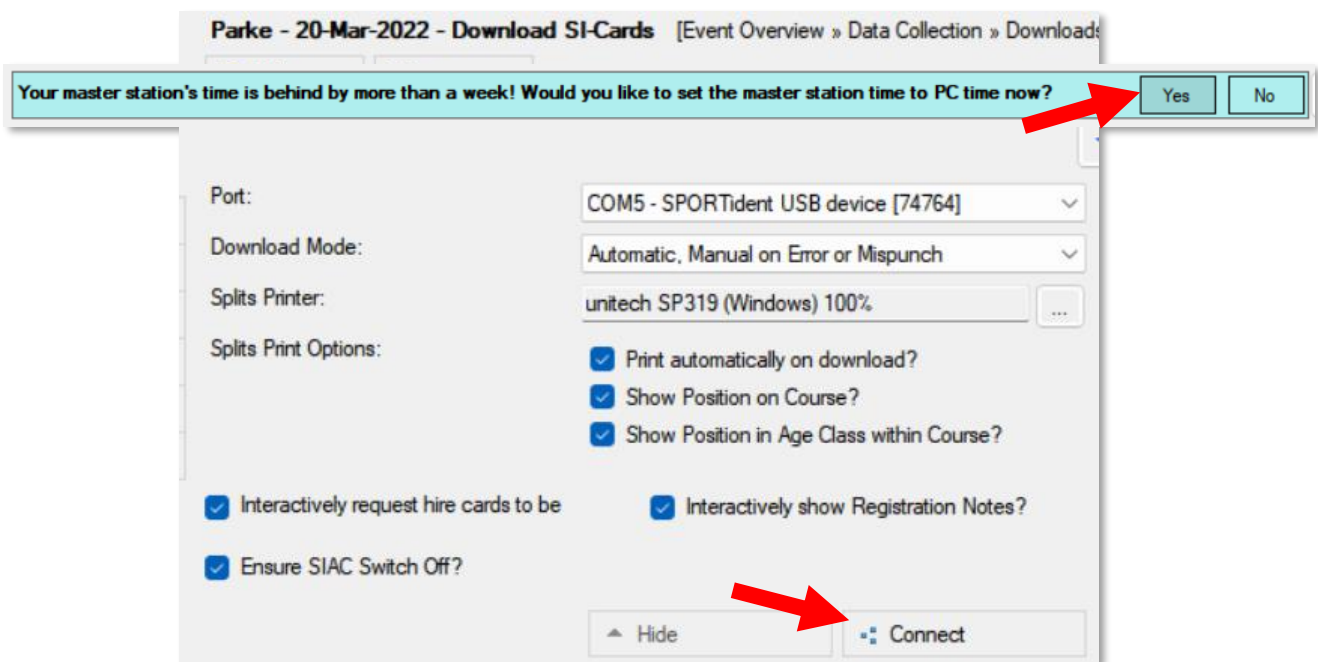 Parke - 20-Mar-2022 - Download SI-Cards [Event Overview » Data Collection » Downloads
Your master station's time is behind by more than a week! Would you like to set the master station time to PC time now? Yes No
Port: COM5 - SPORTident USB device [74764]
Download Mode: Automatic, Manual on Error or Mispunch
Splits Printer: unitech SP319 (Windows) 100% ...
Splits Print Options: Print automatically on download?
Show Position on Course?
Show Position in Age Class within Course?
Interactively request hire cards to be Interactively show Registration Notes?
Ensure SIAC Switch Off?
Hide Connect